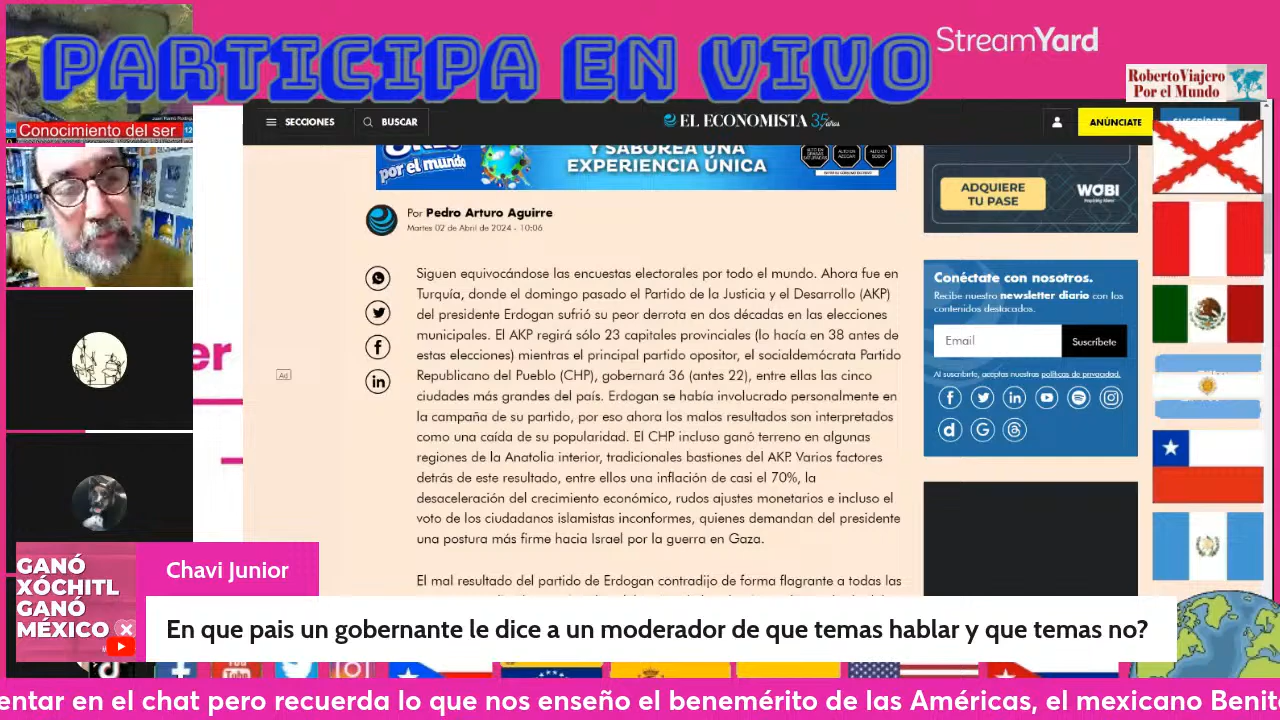 PARTICIPA EN VIVO
StreamYard
RobertoViajero
Por el Mundo
Conocimiento del ser
SECCIONES
BUSCAR
EL ECONOMISTA 35 años
ANÚNCIATE
SUSCRÍBETE
por el mundo
Y SABOREA UNA
EXPERIENCIA ÚNICA
ADQUIERE
TU PASE
WOBI
Por Pedro Arturo Aguirre
Martes 02 de Abril de 2024 - 10:06
Siguen equivocándose las encuestas electorales por todo el mundo. Ahora fue en
Turquía, donde el domingo pasado el Partido de la Justicia y el Desarrollo (AKP)
del presidente Erdogan sufrió su peor derrota en dos décadas en las elecciones
municipales. El AKP regirá sólo 23 capitales provinciales (lo hacía en 38 antes de
estas elecciones) mientras el principal partido opositor, el socialdemócrata Partido
Republicano del Pueblo (CHP), gobernará 36 (antes 22), entre ellas las cinco
ciudades más grandes del país. Erdogan se había involucrado personalmente en
la campaña de su partido, por eso ahora los malos resultados son interpretados
como una caída de su popularidad. El CHP incluso ganó terreno en algunas
regiones de la Anatolia interior, tradicionales bastiones del AKP. Varios factores
detrás de este resultado, entre ellos una inflación de casi el 70%, la
desaceleración del crecimiento económico, rudos ajustes monetarios e incluso el
voto de los ciudadanos islamistas inconformes, quienes demandan del presidente
una postura más firme hacia Israel por la guerra en Gaza.
El mal resultado del partido de Erdogan contradijo de forma flagrante a todas las
Conéctate con nosotros.
Recibe nuestro newsletter diario con los
contenidos destacados.
Email
Suscríbete
Al suscribirte, aceptas nuestras políticas de privacidad.
er
Ad
GANÓ
XÓCHITL
GANÓ
MÉXICO
Chavi Junior
En que pais un gobernante le dice a un moderador de que temas hablar y que temas no?
You
Tube
entar en el chat pero recuerda lo que nos enseño el benemérito de las Américas, el mexicano Benit